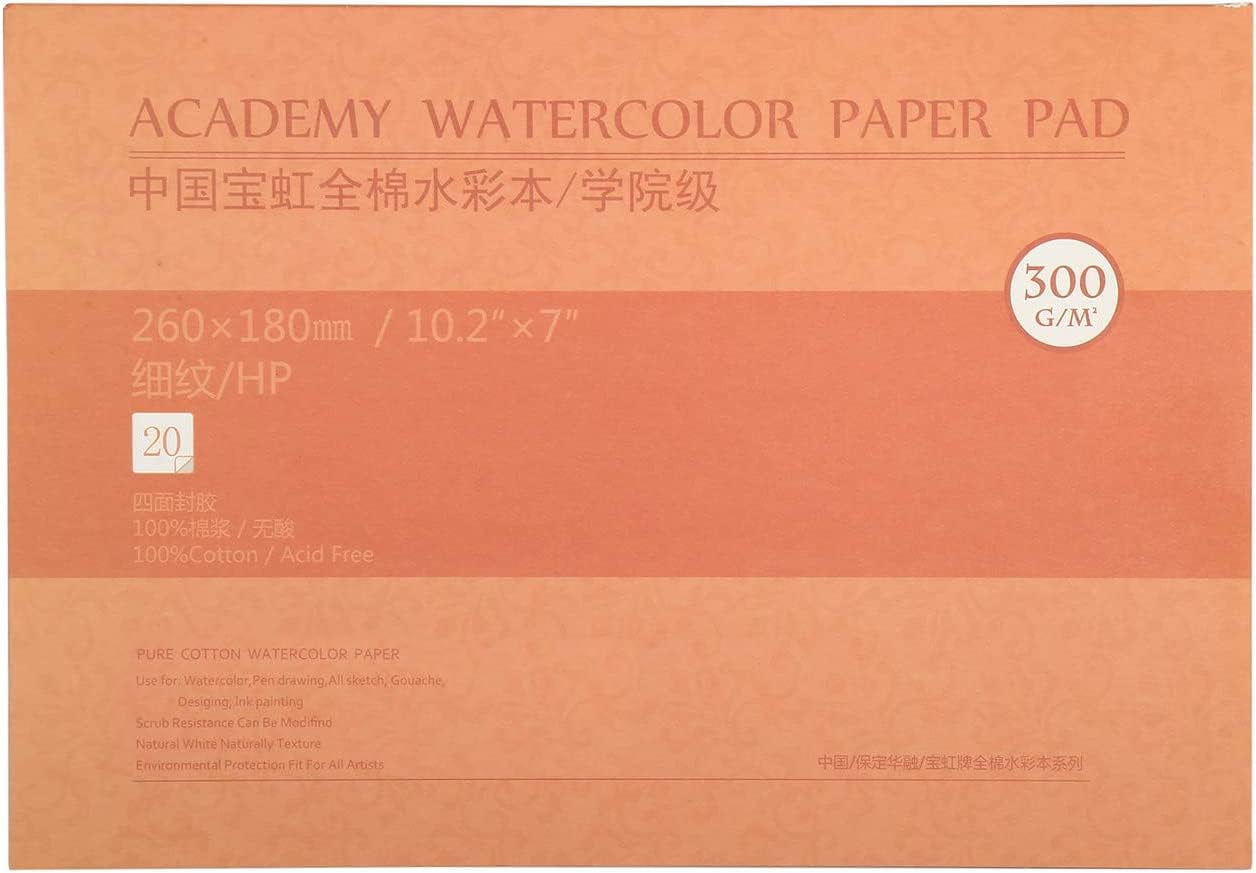 ACADEMY WATERCOLOR PAPER PAD
中国宝虹全棉水彩本/学院级
300
G/M²
260×180mm / 10.2"×7"
细纹/HP
20
四面封胶
100%棉浆 / 无酸
100%Cotton / Acid Free
PURE COTTON WATERCOLOR PAPER
Use for: Watercolor,Pen drawing,All sketch, Gouache,
Desiging, Ink painting
Scrub Resistance Can Be Modifind
Natural White Naturally Texture
Environmental Protection Fit For All Artists
中国/保定华融/宝虹牌全棉水彩本系列